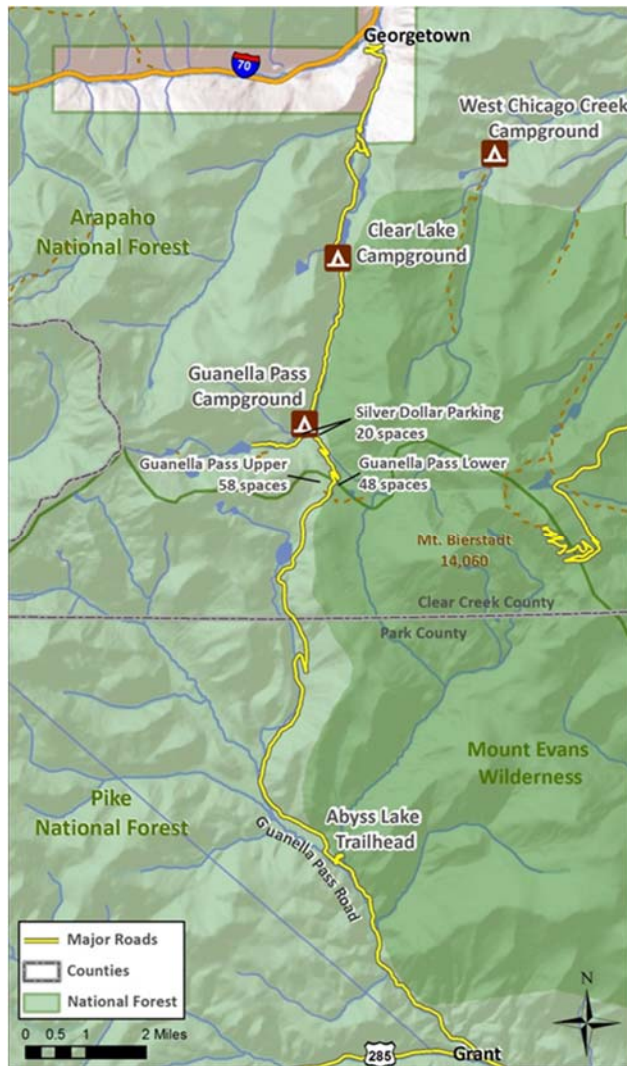 Georgetown
70
West Chicago Creek
Campground
Arapaho
National Forest
Clear Lake
Campground
Guanella Pass
Campground
Silver Dollar Parking
20 spaces
Guanella Pass Upper
58 spaces
Guanella Pass Lower
48 spaces
Mt. Bierstadt
14,060
Clear Creek County
Park County
Mount Evans
Wilderness
Pike
National Forest
Abyss Lake
Trailhead
Guanella Pass Road
Major Roads
Counties
National Forest
N
0 0.5 1 2 Miles
285
Grant